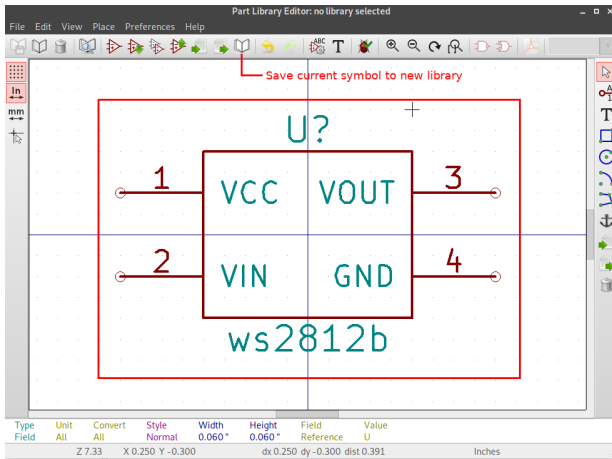 Part Library Editor: no library selected
File Edit View Place Preferences Help
ABC
T
Save current symbol to new library
In
mm
A
1
T
U?
1 VCC VOUT 3
2 VIN GND 4
ws2812b
Type Unit Convert Style Width Height Field Value
Field All All Normal 0.060 " 0.060 " Reference U
Z 7.33 X 0.250 Y -0.300 dx 0.250 dy -0.300 dist 0.391 Inches